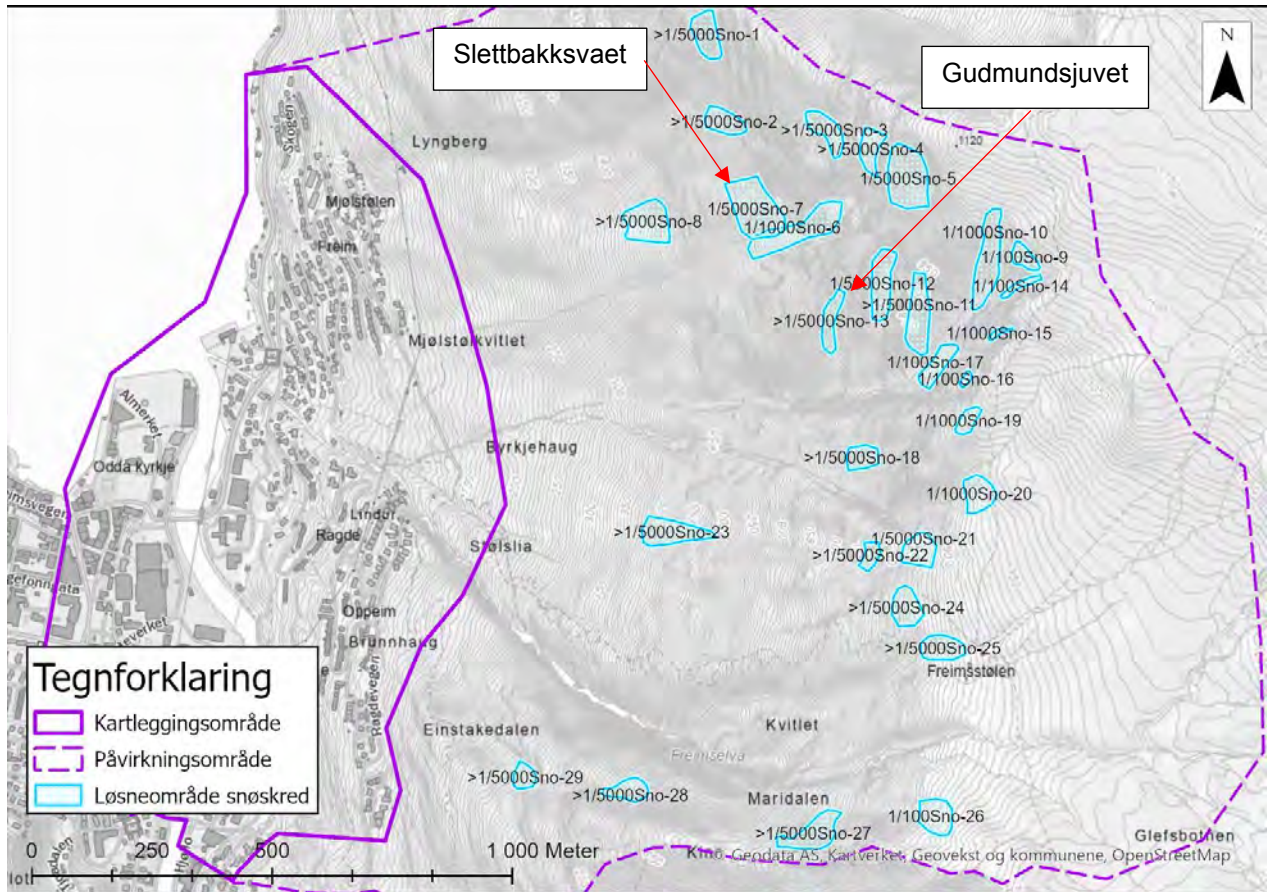 Slettbakksvaet
Gudmundsjuvet
N
>1/5000Sno-1
>1/5000Sno-2
>1/5000Sno-3
>1/5000Sno-4
1/5000Sno-5
1120
Lyngberg
Skogen
Mjølstølen
Freim
1/5000Sno-7
1/1000Sno-6
>1/5000Sno-8
1/1000Sno-10
1/100Sno-9
1/100Sno-14
1/5000Sno-12
>1/5000Sno-11
>1/5000Sno-13
1/1000Sno-15
Mjølstølkvitlet
1/100Sno-17
1/100Sno-16
Almerket
1/1000Sno-19
Byrkjehaug
Odda kyrkje
>1/5000Sno-18
1/1000Sno-20
Lindur
Ragde
>1/5000Sno-23
Stølslia
1/5000Sno-21
>1/5000Sno-22
Oppeim
>1/5000Sno-24
Brunnhaug
>1/5000Sno-25
Freimsstølen
Ragdevegen
Einstakedalen
Kvitlet
Freimselva
>1/5000Sno-29
>1/5000Sno-28
Maridalen
1/100Sno-26
>1/5000Sno-27
Glefsbotnen
Tegnforklaring
Kartleggingsområde
Påvirkningsområde
Løsneområde snøskred
0 250 500 1 000 Meter
Geodata AS, Kartverket, Geovekst og kommunene, OpenStreetMap